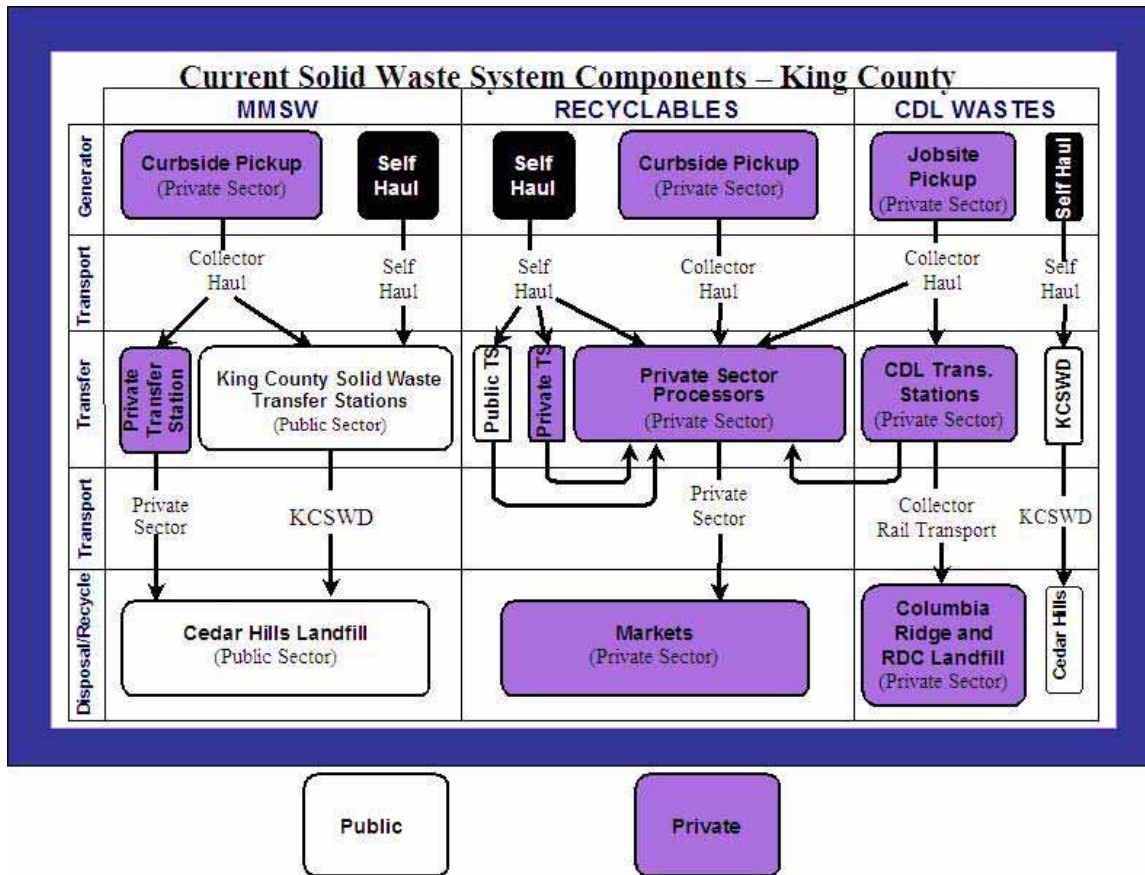 Current Solid Waste System Components – King County
MMSW
RECYCLABLES
CDL WASTES
Generator
Curbside Pickup
(Private Sector)
Self
Haul
Self
Haul
Curbside Pickup
(Private Sector)
Jobsite
Pickup
(Private Sector)
Self Haul
Transport
Collector
Haul
Self
Haul
Self
Haul
Collector
Haul
Collector
Haul
Self
Haul
Transfer
Private
Transfer
Station
King County Solid Waste
Transfer Stations
(Public Sector)
Public TS
Private TS
Private Sector
Processors
(Private Sector)
CDL Trans.
Stations
(Private Sector)
KCSWD
Transport
Private
Sector
KCSWD
Private
Sector
Collector
Rail Transport
KCSWD
Disposal/Recycle
Cedar Hills Landfill
(Public Sector)
Markets
(Private Sector)
Columbia
Ridge and
RDC Landfill
(Private Sector)
Cedar Hills
Public
Private